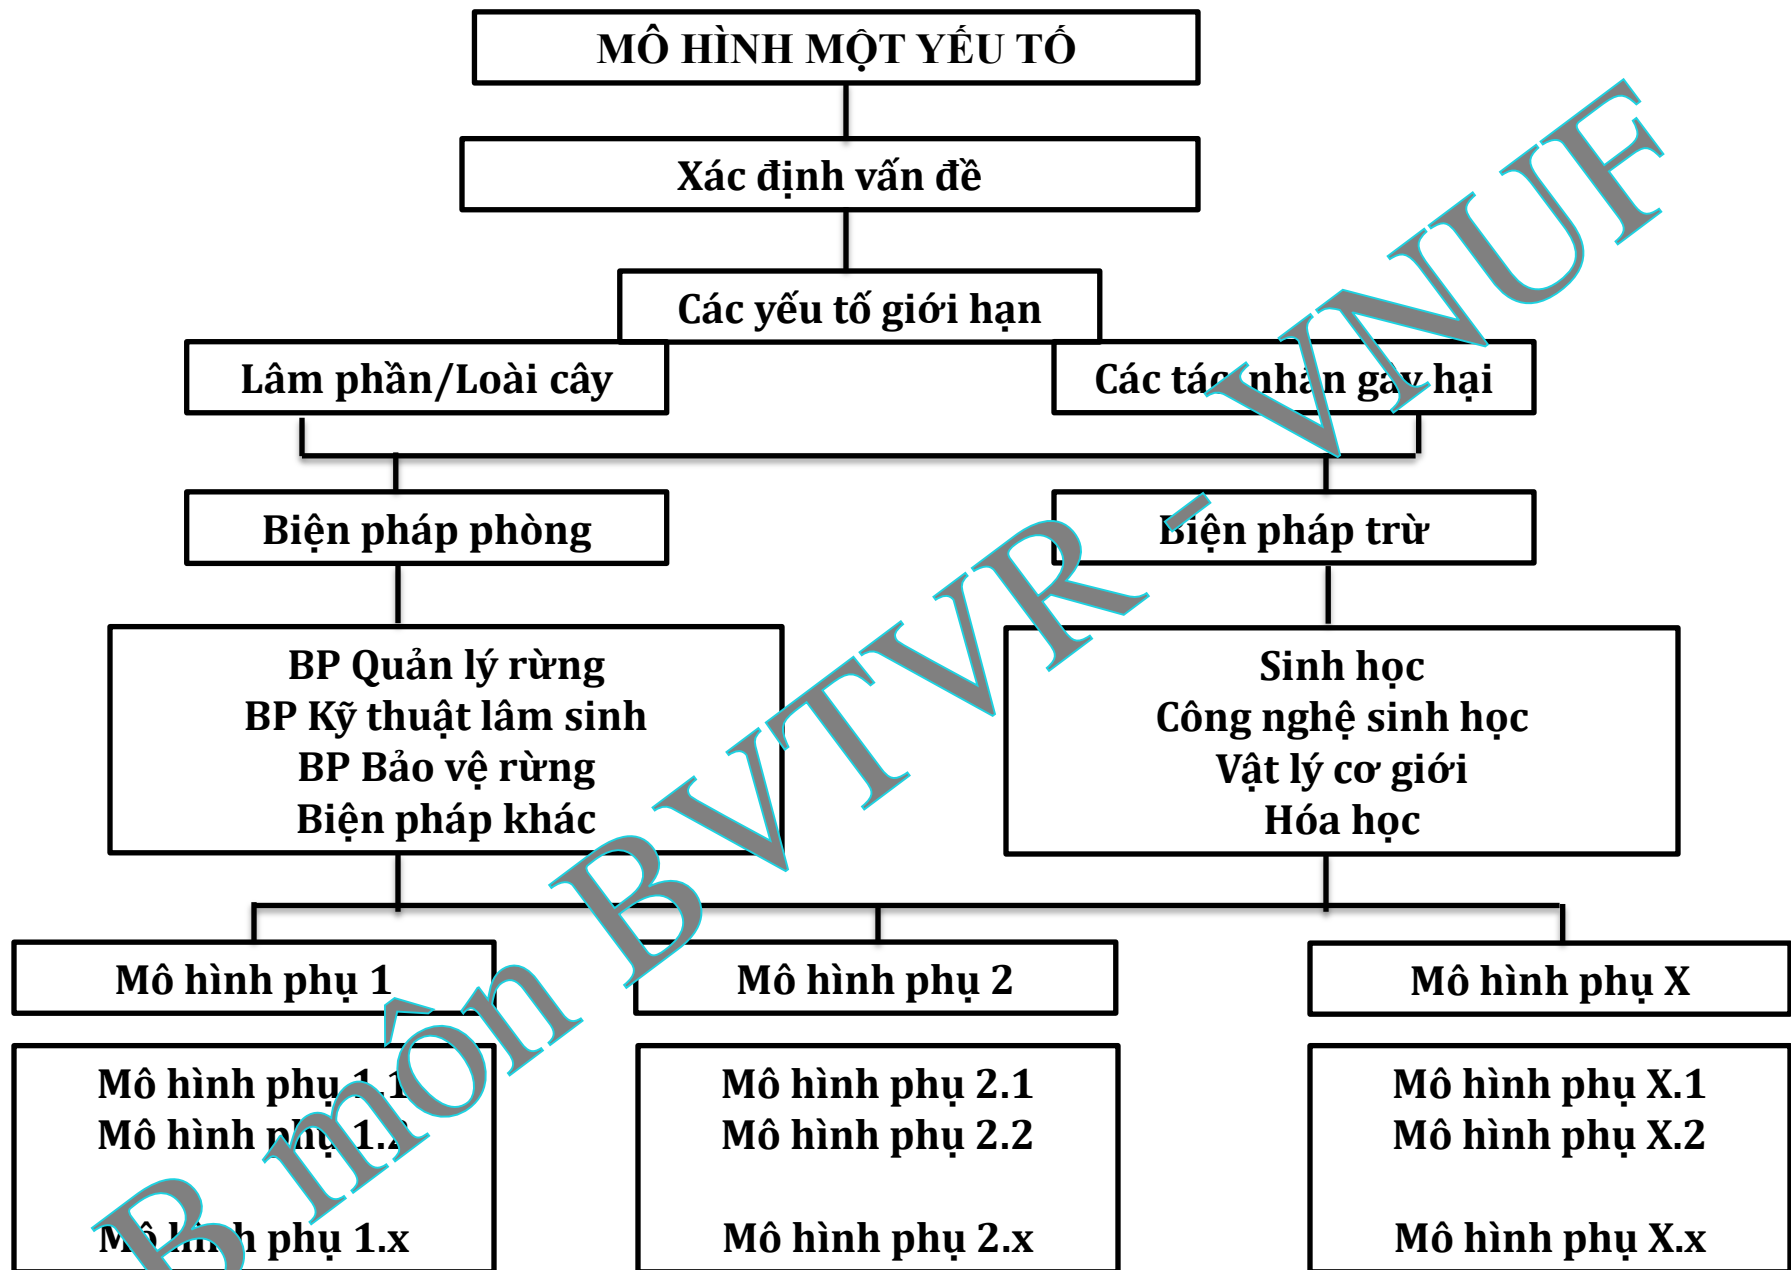 MÔ HÌNH MỘT YẾU TỐ
Xác định vấn đề
Các yếu tố giới hạn
Lâm phần/Loài cây
Các tác nhân gây hại
Biện pháp phòng
Biện pháp trừ
BP Quản lý rừng
BP Kỹ thuật lâm sinh
BP Bảo vệ rừng
Biện pháp khác
Sinh học
Công nghệ sinh học
Vật lý cơ giới
Hóa học
Mô hình phụ 1
Mô hình phụ 2
Mô hình phụ X
Mô hình phụ 1.1
Mô hình phụ 1.2
Mô hình phụ 1.x
Mô hình phụ 2.1
Mô hình phụ 2.2
Mô hình phụ 2.x
Mô hình phụ X.1
Mô hình phụ X.2
Mô hình phụ X.x
B môn BVTVR - VNUF